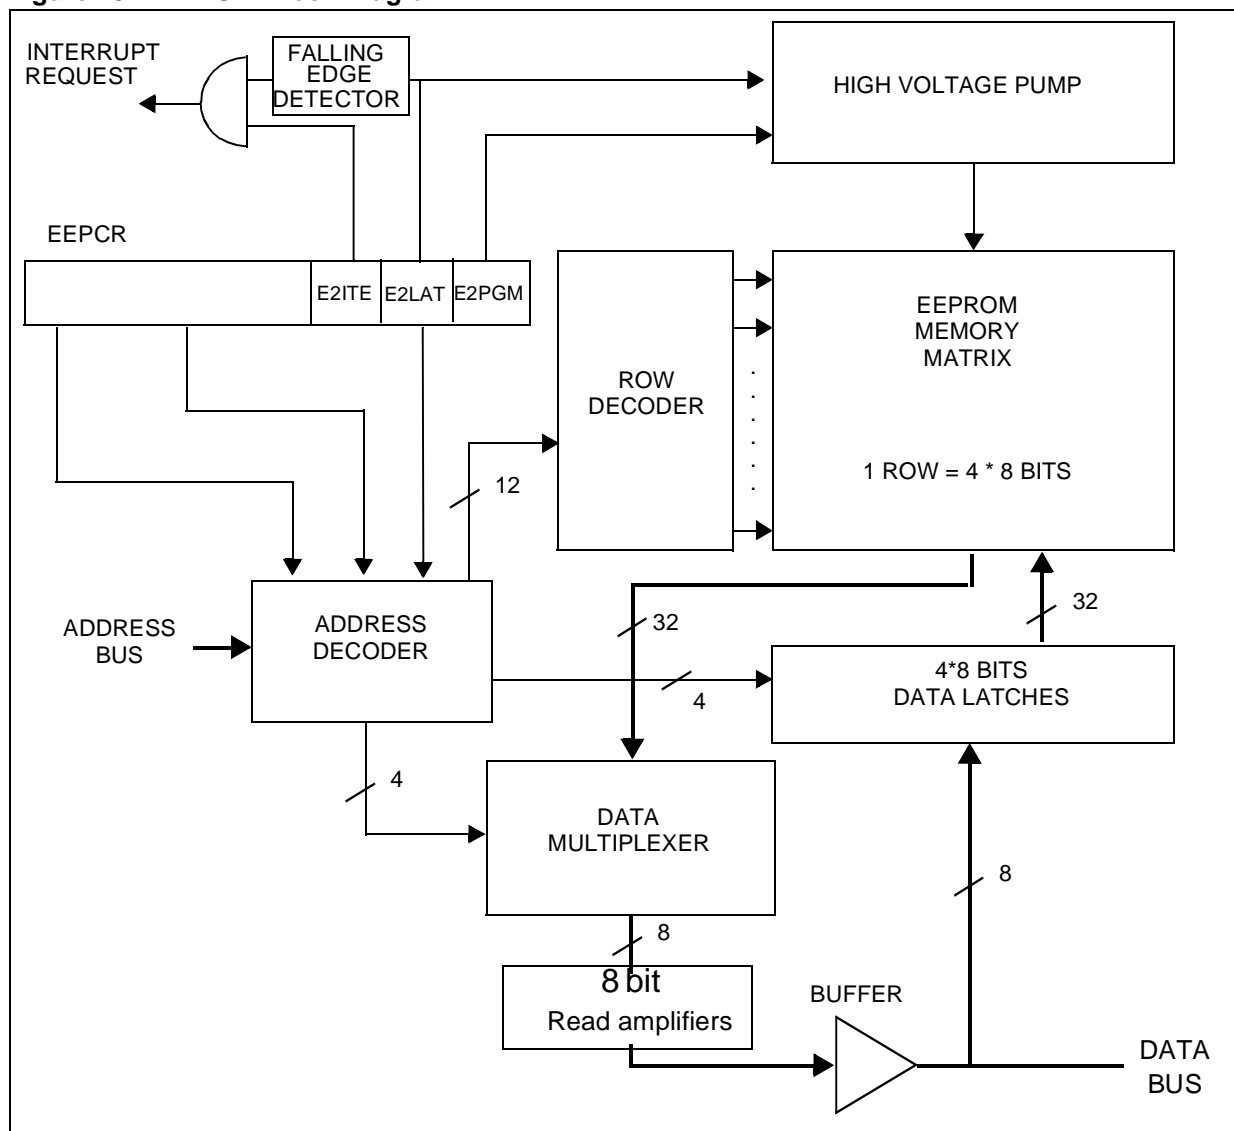 INTERRUPT
REQUEST
FALLING
EDGE
DETECTOR
HIGH VOLTAGE PUMP
EEPCR
E2ITE
E2LAT
E2PGM
ROW
DECODER
EEPROM
MEMORY
MATRIX
1 ROW = 4 * 8 BITS
12
ADDRESS
BUS
ADDRESS
DECODER
32
32
4
4*8 BITS
DATA LATCHES
4
DATA
MULTIPLEXER
8
8
8 bit
Read amplifiers
BUFFER
DATA
BUS